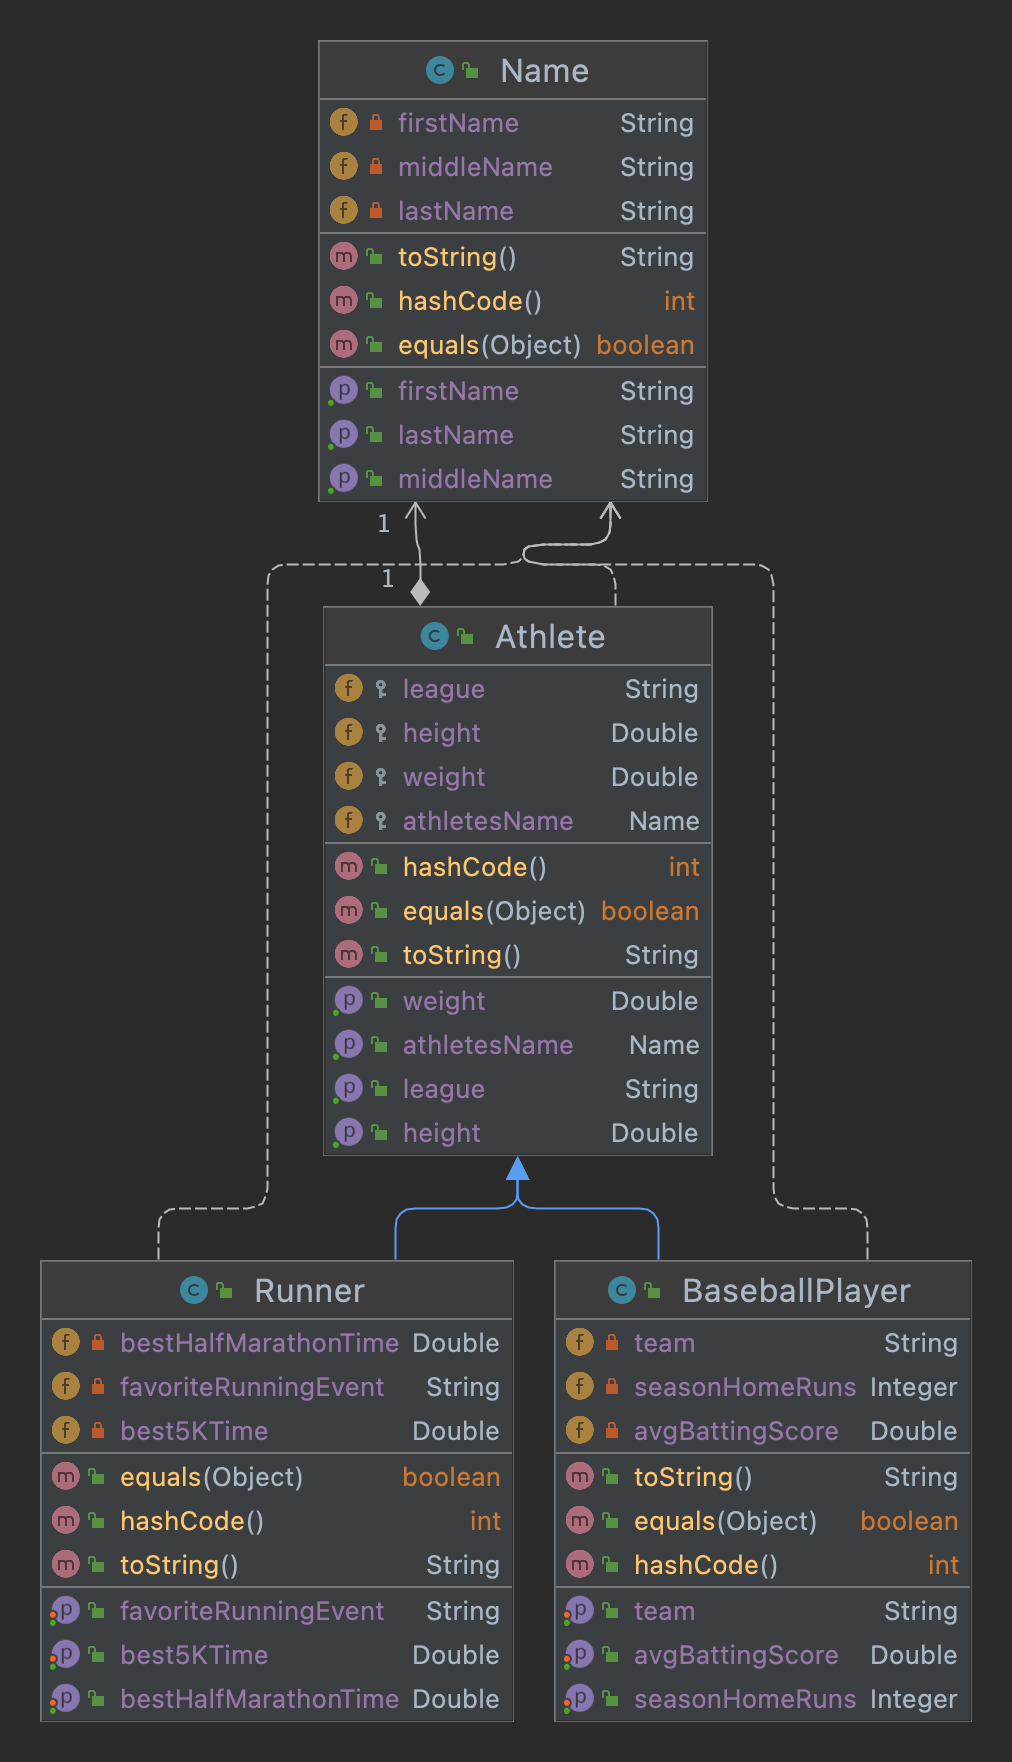 C Name
f firstName String
f middleName String
f lastName String
m toString() String
m hashCode() int
m equals(Object) boolean
p firstName String
p lastName String
p middleName String
1
1
C Athlete
f league String
f height Double
f weight Double
f athletesName Name
m hashCode() int
m equals(Object) boolean
m toString() String
p weight Double
p athletesName Name
p league String
p height Double
C Runner
f bestHalfMarathonTime Double
f favoriteRunningEvent String
f best5KTime Double
m equals(Object) boolean
m hashCode() int
m toString() String
p favoriteRunningEvent String
p best5KTime Double
p bestHalfMarathonTime Double
C BaseballPlayer
f team String
f seasonHomeRuns Integer
f avgBattingScore Double
m toString() String
m equals(Object) boolean
m hashCode() int
p team String
p avgBattingScore Double
p seasonHomeRuns Integer